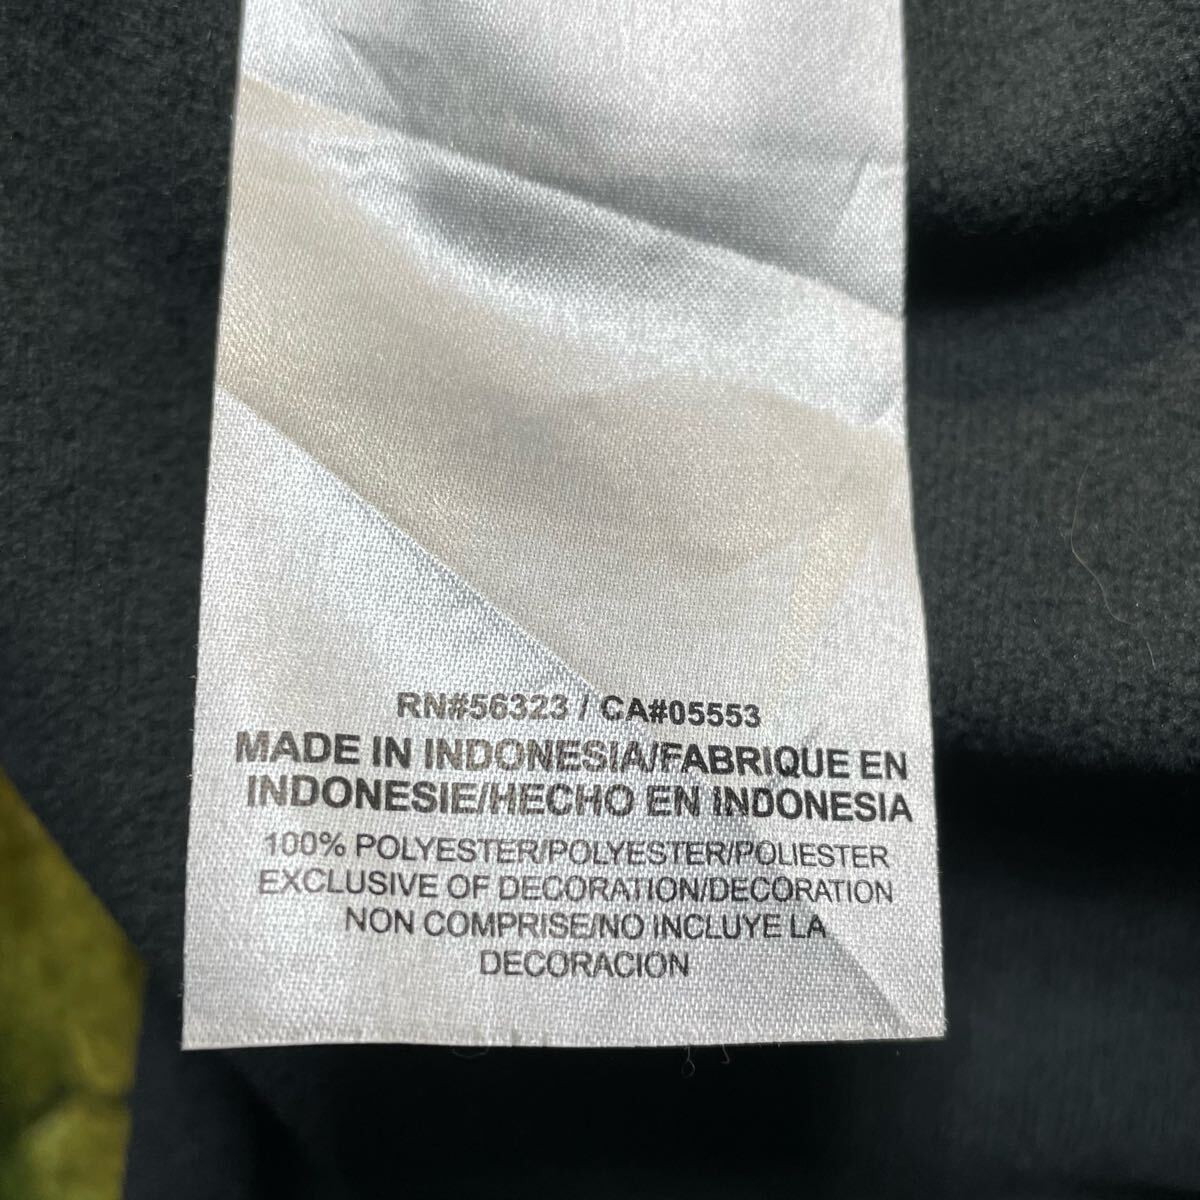 RN#56323 / CA#05553
MADE IN INDONESIA/FABRIQUE EN
INDONESIE/HECHO EN INDONESIA
100% POLYESTER/POLYESTER/POLIESTER
EXCLUSIVE OF DECORATION/DECORATION
NON COMPRISE/NO INCLUYE LA
DECORACION